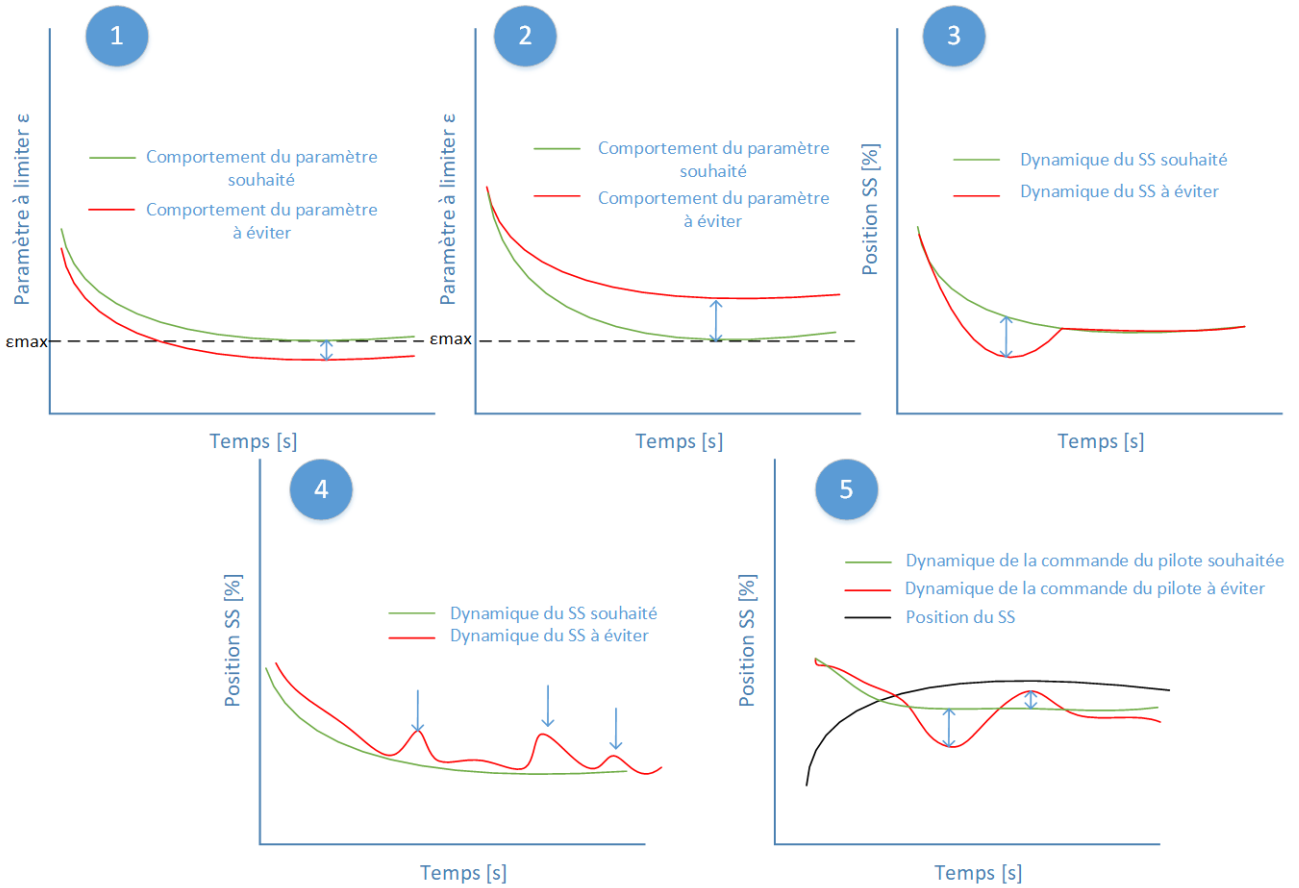 1
Paramètre à limiter ε
Comportement du paramètre
souhaité
Comportement du paramètre
à éviter
εmax
Temps [s]
2
Paramètre à limiter ε
Comportement du paramètre
souhaité
Comportement du paramètre
à éviter
εmax
Temps [s]
3
Position SS [%]
Dynamique du SS souhaité
Dynamique du SS à éviter
Temps [s]
4
Position SS [%]
Dynamique du SS souhaité
Dynamique du SS à éviter
Temps [s]
5
Position SS [%]
Dynamique de la commande du pilote souhaitée
Dynamique de la commande du pilote à éviter
Position du SS
Temps [s]